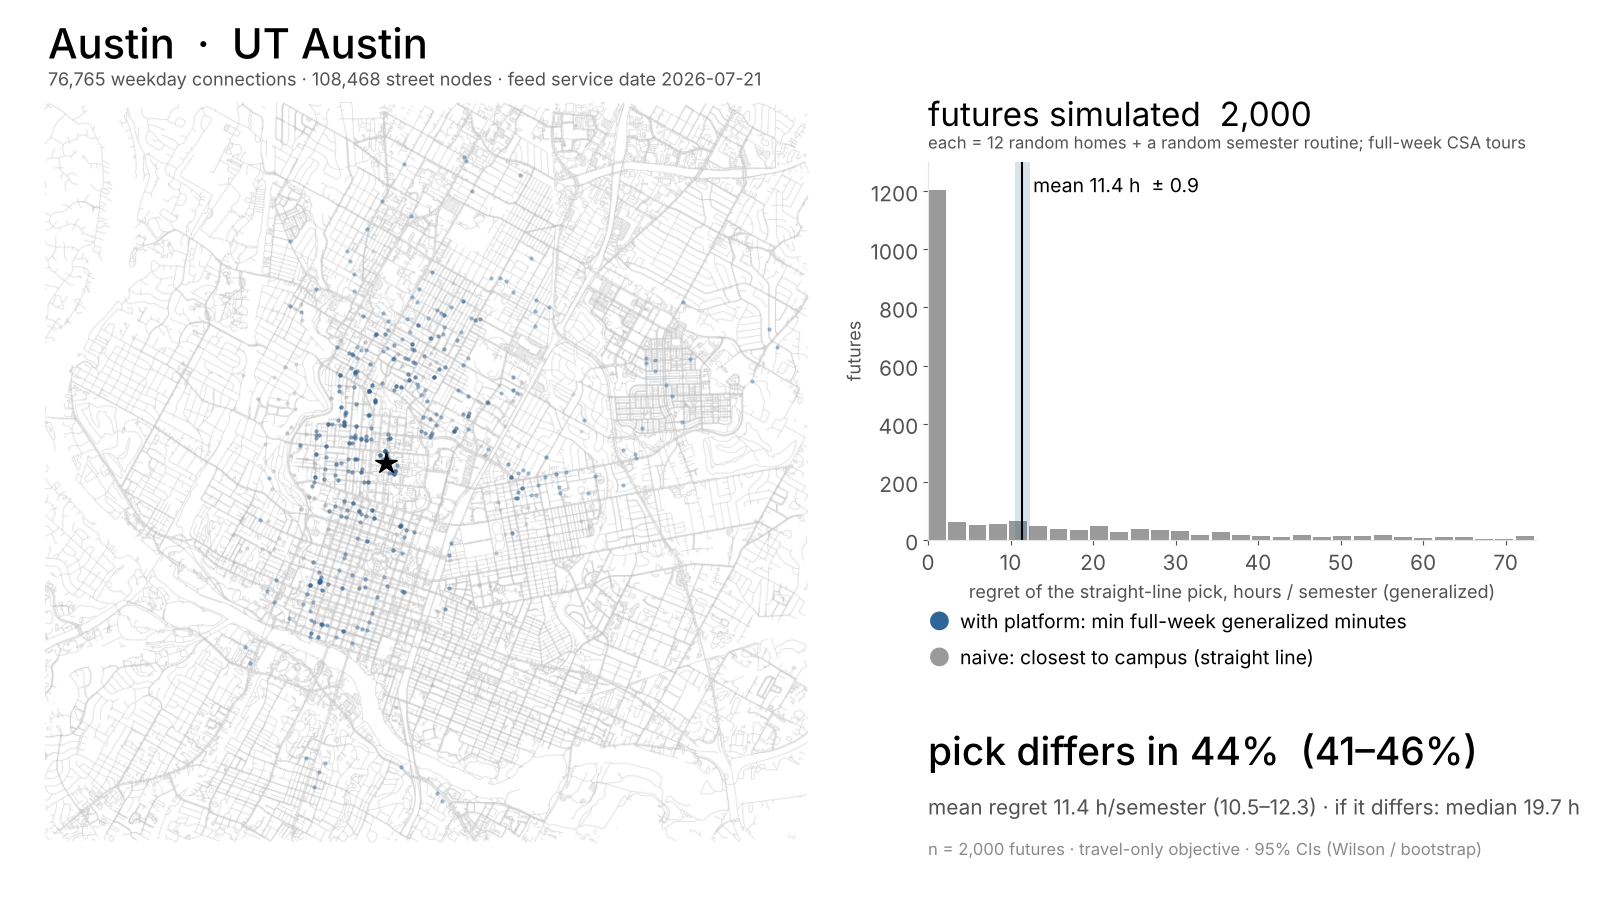 Austin · UT Austin
76,765 weekday connections · 108,468 street nodes · feed service date 2026-07-21
futures simulated 2,000
each = 12 random homes + a random semester routine; full-week CSA tours
mean 11.4 h ± 0.9
1200
1000
800
600
400
200
0
futures
0 10 20 30 40 50 60 70
regret of the straight-line pick, hours / semester (generalized)
with platform: min full-week generalized minutes
naive: closest to campus (straight line)
pick differs in 44% (41–46%)
mean regret 11.4 h/semester (10.5–12.3) · if it differs: median 19.7 h
n = 2,000 futures · travel-only objective · 95% CIs (Wilson / bootstrap)